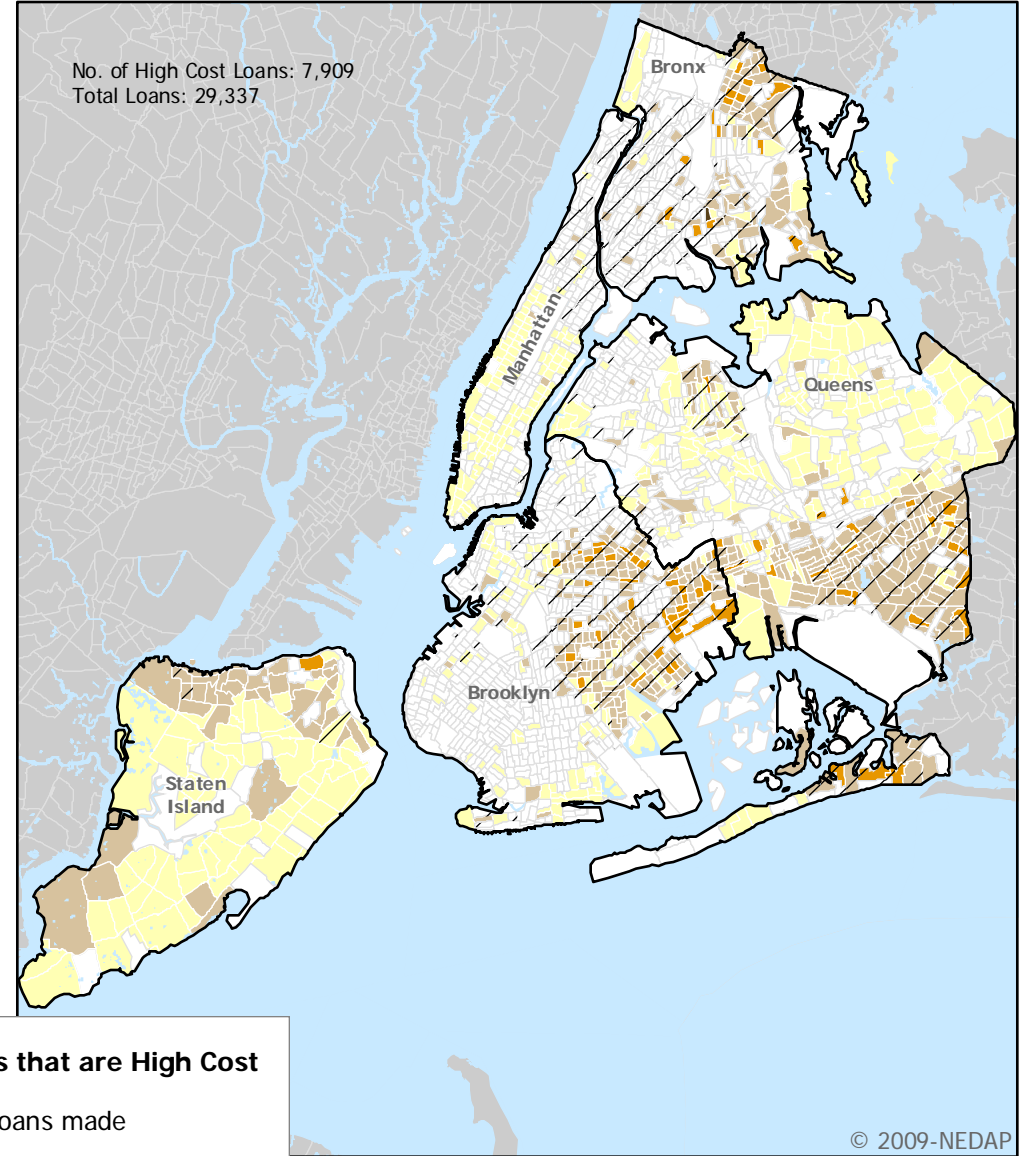 No. of High Cost Loans: 7,909
Total Loans: 29,337
Bronx
Manhattan
Queens
Brooklyn
Staten
Island
s that are High Cost
oans made
© 2009-NEDAP